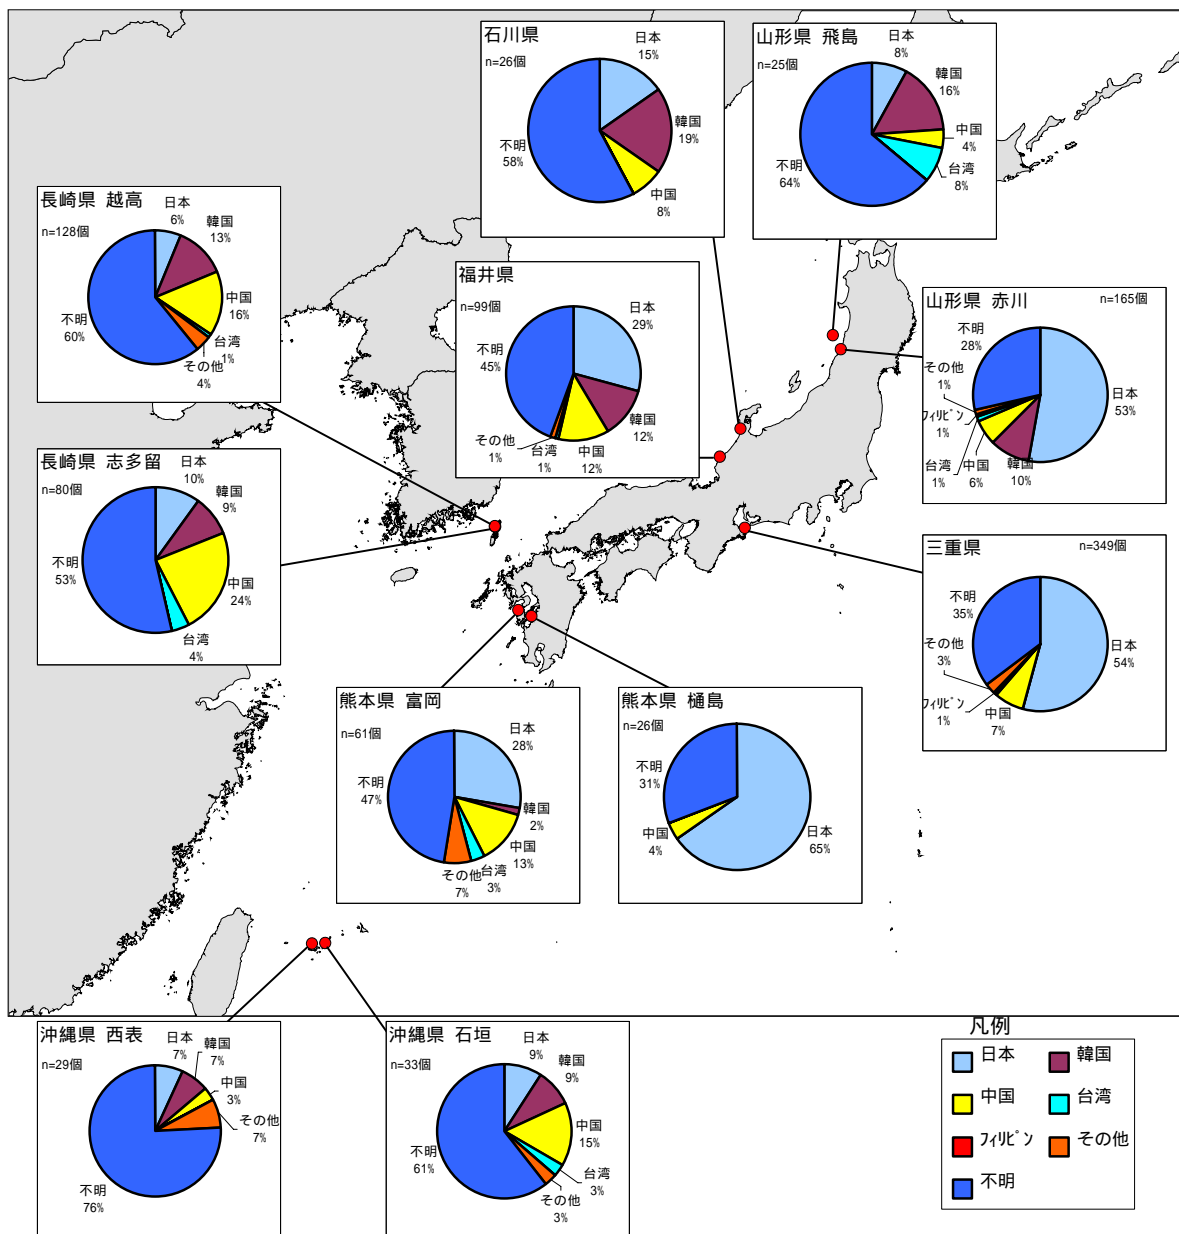 石川県
n=26個
日本
15%
韓国
19%
中国
8%
不明
58%
山形県 飛島
n=25個
日本
8%
韓国
16%
中国
4%
台湾
8%
不明
64%
長崎県 越高
n=128個
日本
6%
韓国
13%
中国
16%
台湾
1%
その他
4%
不明
60%
福井県
n=99個
日本
29%
韓国
12%
中国
12%
台湾
1%
その他
1%
不明
45%
山形県 赤川
n=165個
日本
53%
韓国
10%
中国
6%
台湾
1%
フィリピン
1%
その他
1%
不明
28%
長崎県 志多留
n=80個
日本
10%
韓国
9%
中国
24%
台湾
4%
不明
53%
三重県
n=349個
日本
54%
中国
7%
フィリピン
1%
その他
3%
不明
35%
熊本県 富岡
n=61個
日本
28%
韓国
2%
中国
13%
台湾
3%
その他
7%
不明
47%
熊本県 樋島
n=26個
日本
65%
中国
4%
不明
31%
沖縄県 西表
n=29個
日本
7%
韓国
7%
中国
3%
その他
7%
不明
76%
沖縄県 石垣
n=33個
日本
9%
韓国
9%
中国
15%
台湾
3%
その他
3%
不明
61%
凡例
日本 韓国
中国 台湾
フィリピン その他
不明